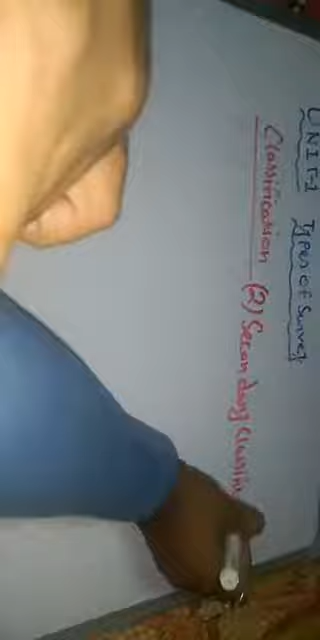 UNIT-1 Types of Survey
Classification (2) Secondary Classific